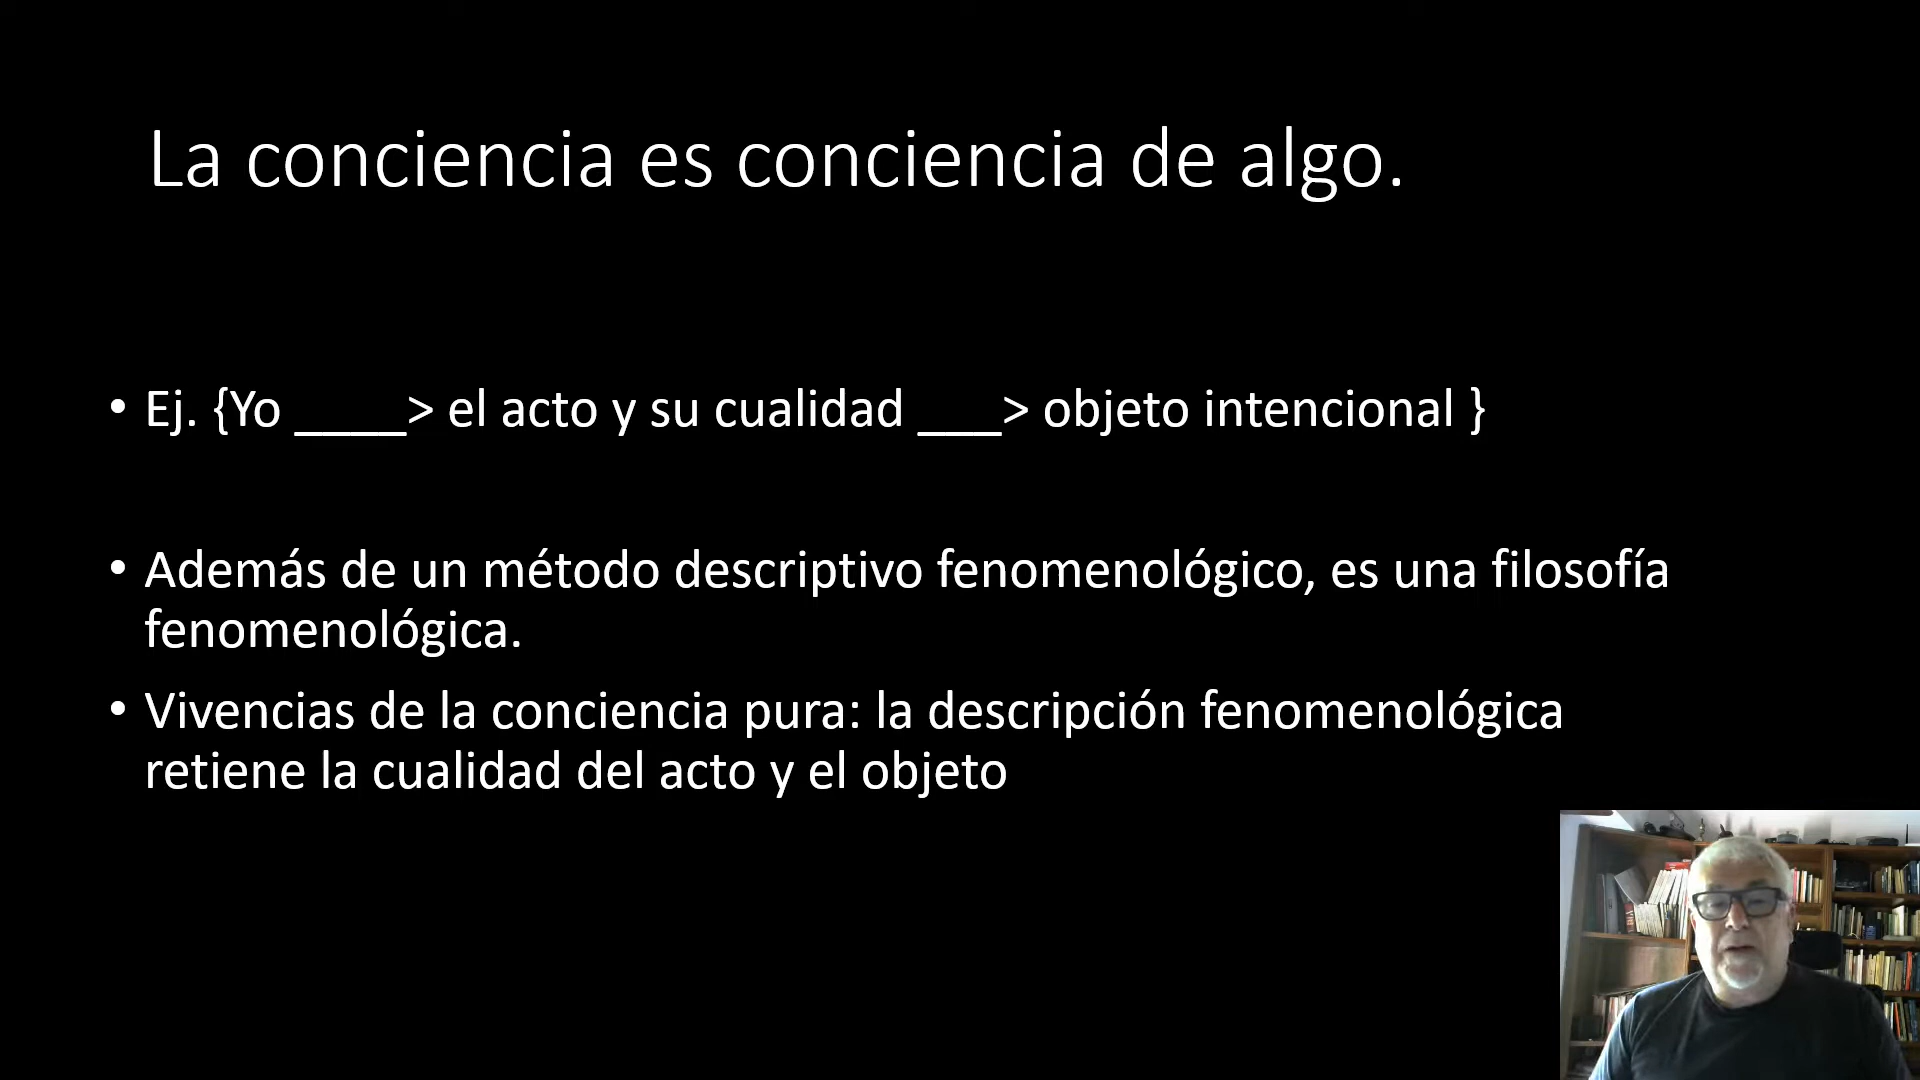 La conciencia es conciencia de algo.
• Ej. {Yo ____> el acto y su cualidad ___> objeto intencional }
• Además de un método descriptivo fenomenológico, es una filosofía
fenomenológica.
• Vivencias de la conciencia pura: la descripción fenomenológica
retiene la cualidad del acto y el objeto